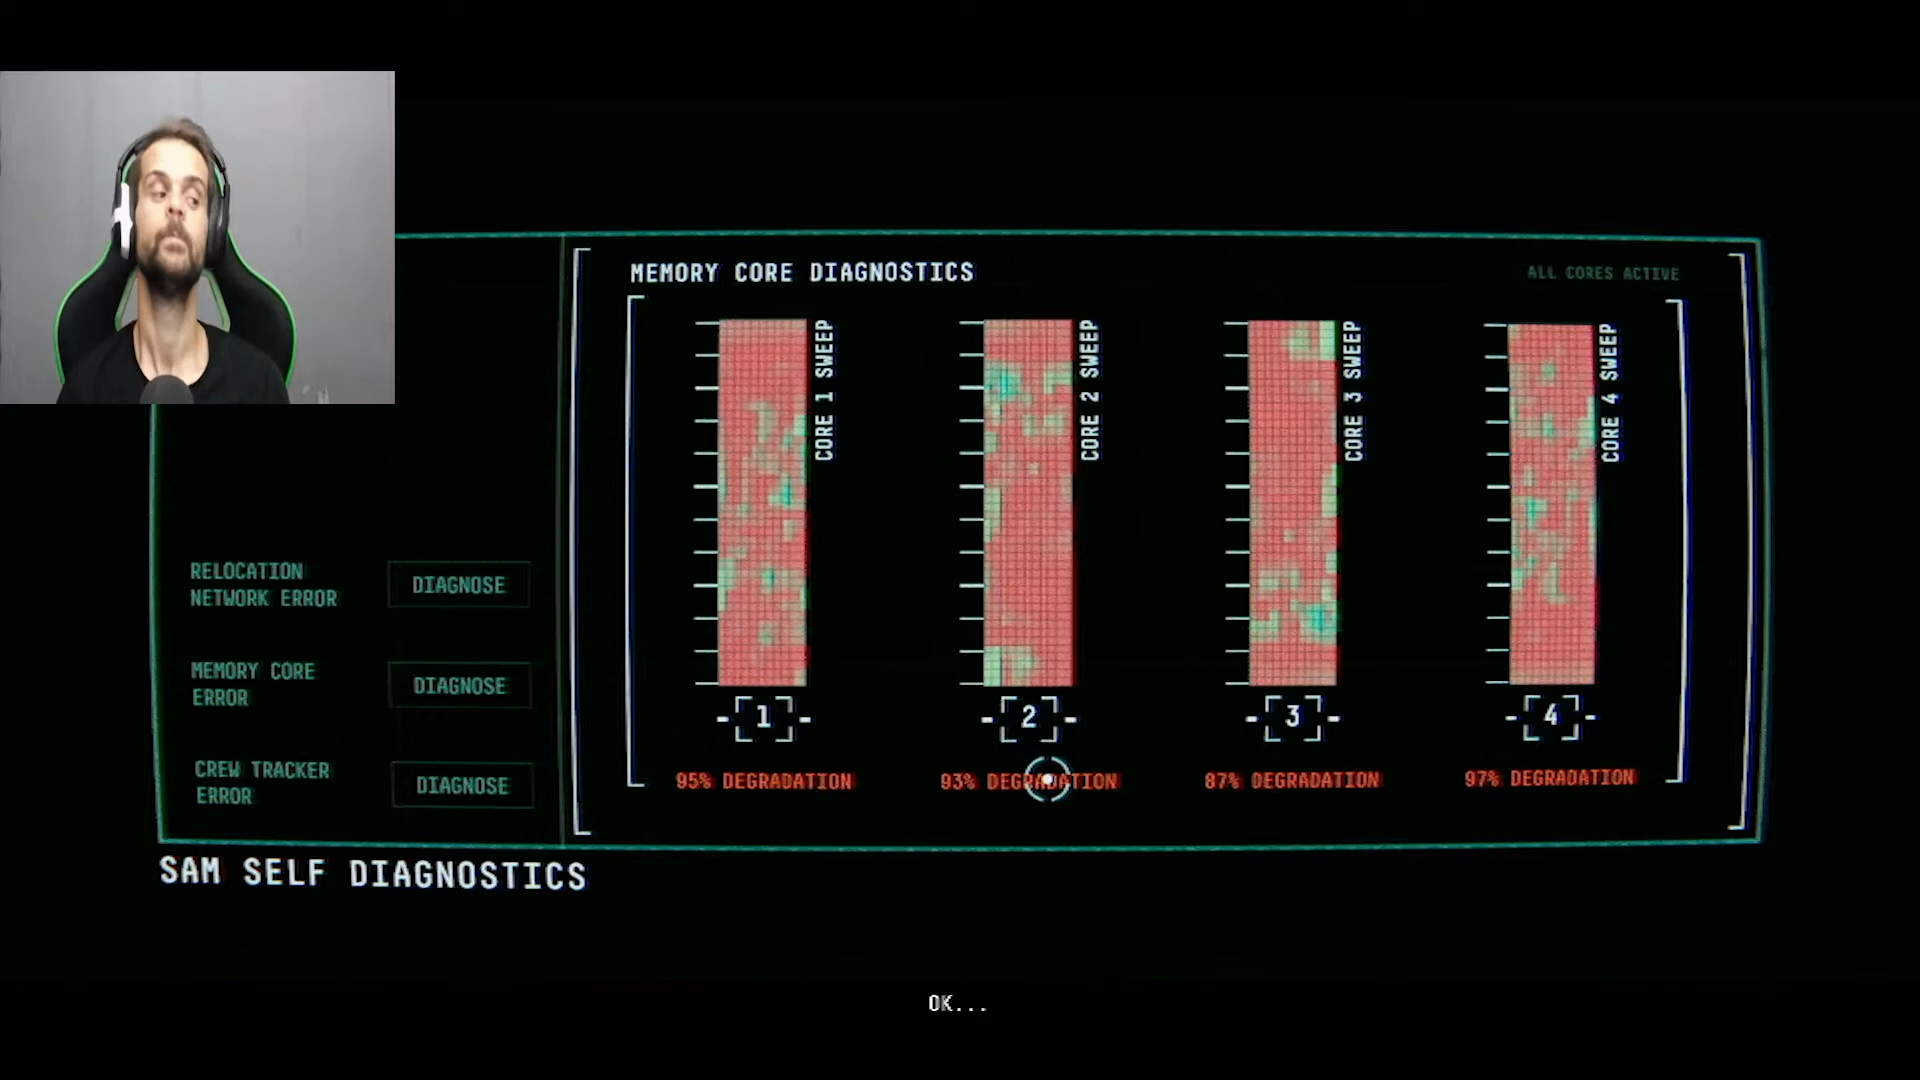 MEMORY CORE DIAGNOSTICS
ALL CORES ACTIVE
CORE 1 SWEEP
CORE 2 SWEEP
CORE 3 SWEEP
CORE 4 SWEEP
1
2
3
4
95% DEGRADATION
93% DEGRADATION
87% DEGRADATION
97% DEGRADATION
RELOCATION
NETWORK ERROR
DIAGNOSE
MEMORY CORE
ERROR
DIAGNOSE
CREW TRACKER
ERROR
DIAGNOSE
SAM SELF DIAGNOSTICS
OK...